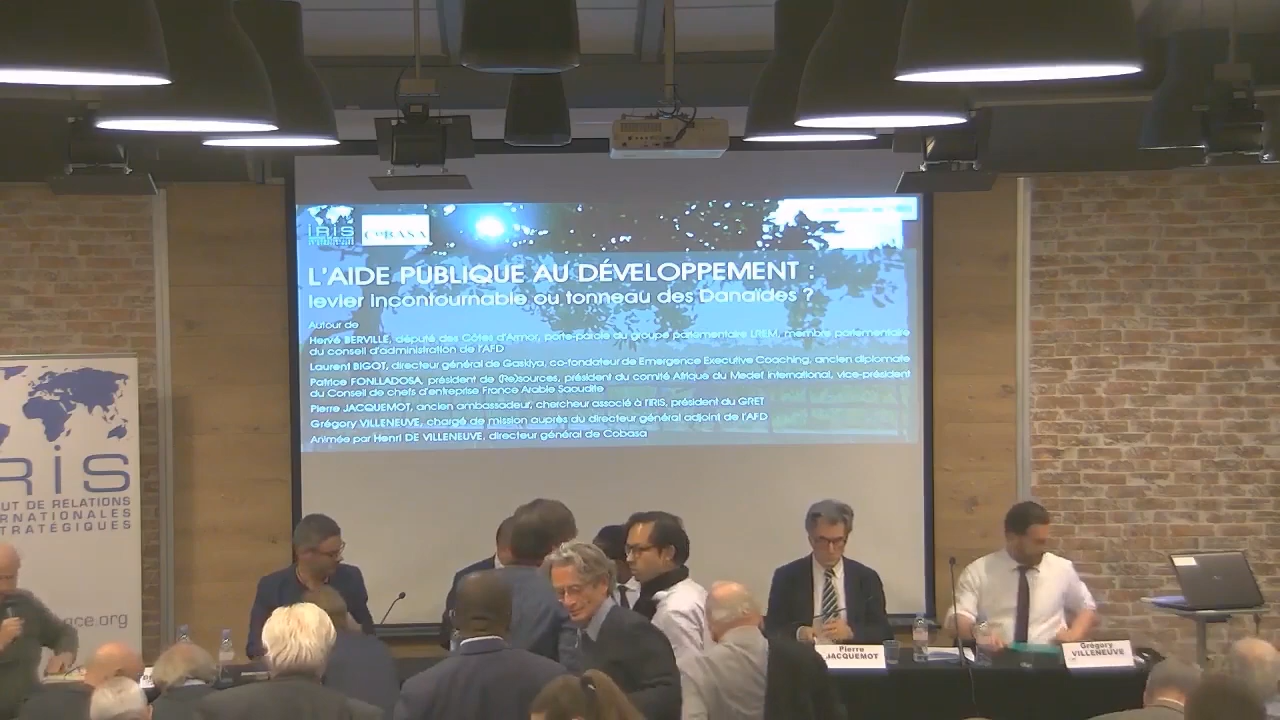 IRIS
COBASA
L'AIDE PUBLIQUE AU DÉVELOPPEMENT :
levier incontournable ou tonneau des Danaïdes ?
Autour de
Hervé BERVILLE, député des Côtes d'Armor, porte-parole du groupe parlementaire LREM, membre parlementaire
du conseil d'administration de l'AFD
Laurent BIGOT, directeur général de Gaskiya, co-fondateur de Emergence Executive Coaching, ancien diplomate
Patrice FONLLADOSA, président de (Re)sources, président du comité Afrique du Medef International, vice-président
du Conseil de chefs d'entreprise France Arabie Saoudite
Pierre JACQUEMOT, ancien ambassadeur, chercheur associé à l'IRIS, président du GRET
Grégory VILLENEUVE, chargé de mission auprès du directeur général adjoint de l'AFD
Animée par Henri DE VILLENEUVE, directeur général de Cobasa
RIS
UT DE RELATIONS
ERNATIONALES
TRATÉGIQUES
ce.org
Pierre
JACQUEMOT
Grégory
VILLENEUVE